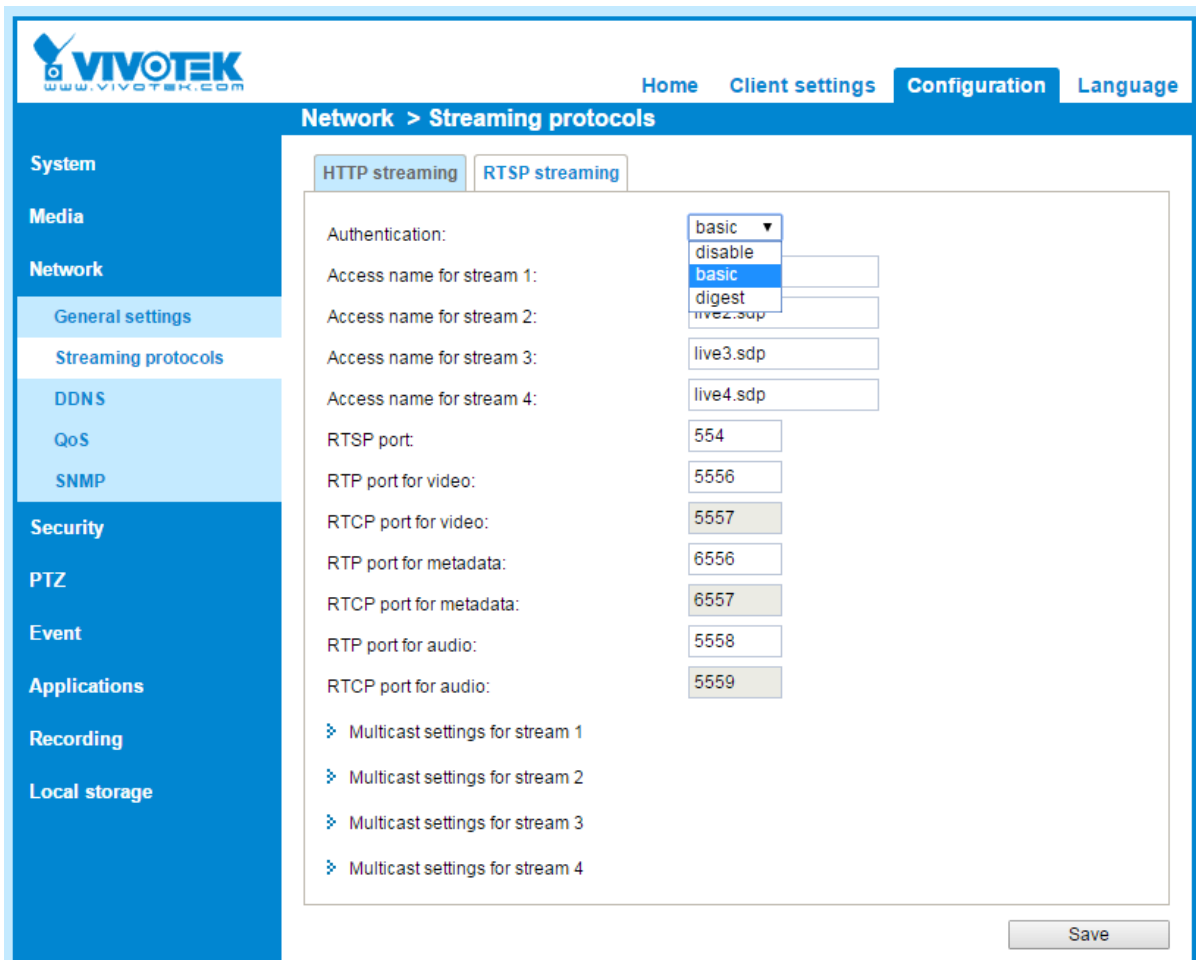 VIVOTEK
www.vivotek.com
Home Client settings Configuration Language
Network > Streaming protocols
System
Media
Network
General settings
Streaming protocols
DDNS
QoS
SNMP
Security
PTZ
Event
Applications
Recording
Local storage
HTTP streaming RTSP streaming
Authentication: basic
disable
basic
digest
Access name for stream 1:
Access name for stream 2: live2.sdp
Access name for stream 3: live3.sdp
Access name for stream 4: live4.sdp
RTSP port: 554
RTP port for video: 5556
RTCP port for video: 5557
RTP port for metadata: 6556
RTCP port for metadata: 6557
RTP port for audio: 5558
RTCP port for audio: 5559
Multicast settings for stream 1
Multicast settings for stream 2
Multicast settings for stream 3
Multicast settings for stream 4
Save